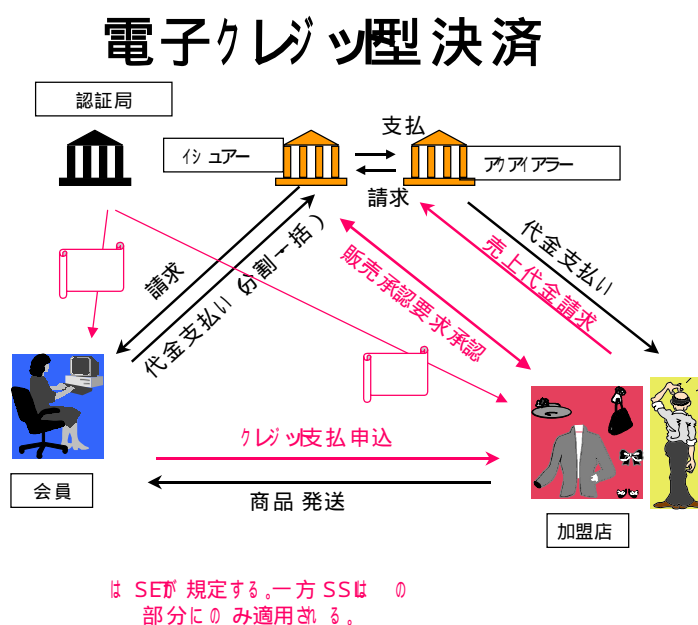 電子クレジット型決済
認証局
支払
イシュアー
アクアイアラー
請求
代金支払い
売上代金請求
請求
代金支払い(分割、一括)
販売承認要求承認
クレジット支払申込
会員
商品 発送
加盟店
は SETが 規定する。一方 SSLは の
部分にの み適用され る。